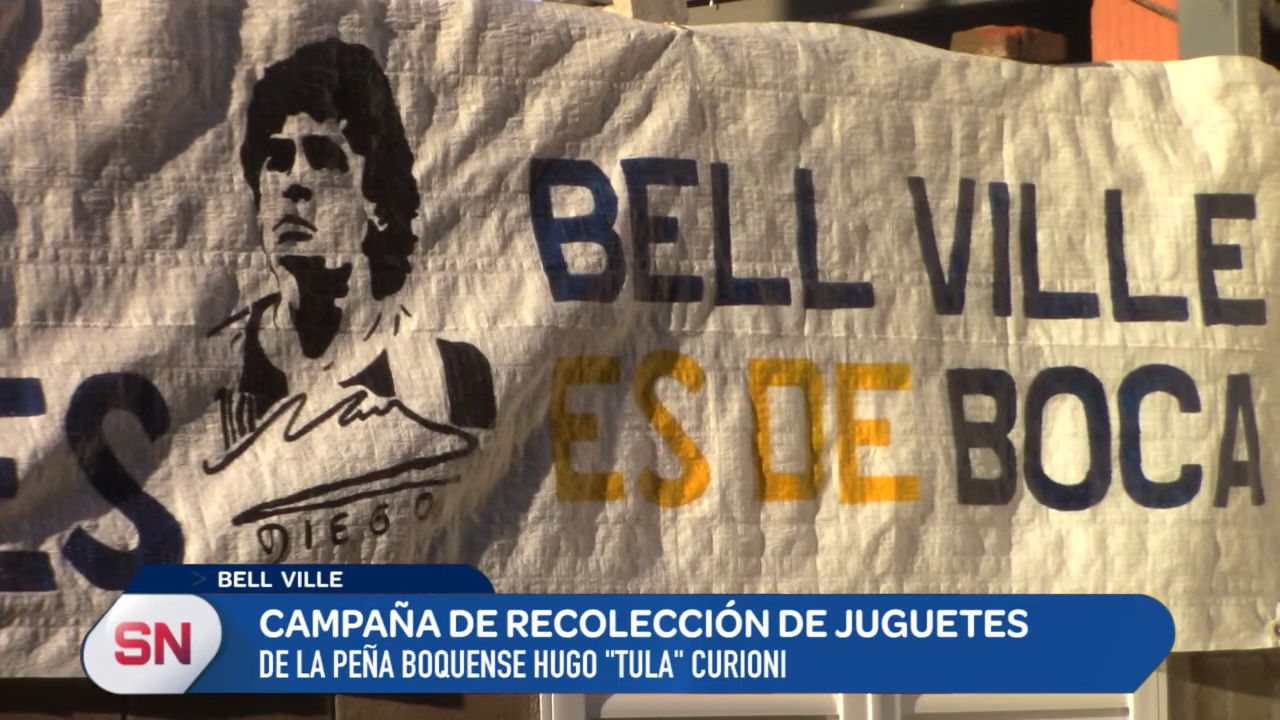 BELL VILLE
ES DE BOCA
ES
DIEGO
> BELL VILLE
SN
CAMPAÑA DE RECOLECCIÓN DE JUGUETES
DE LA PEÑA BOQUENSE HUGO "TULA" CURIONI